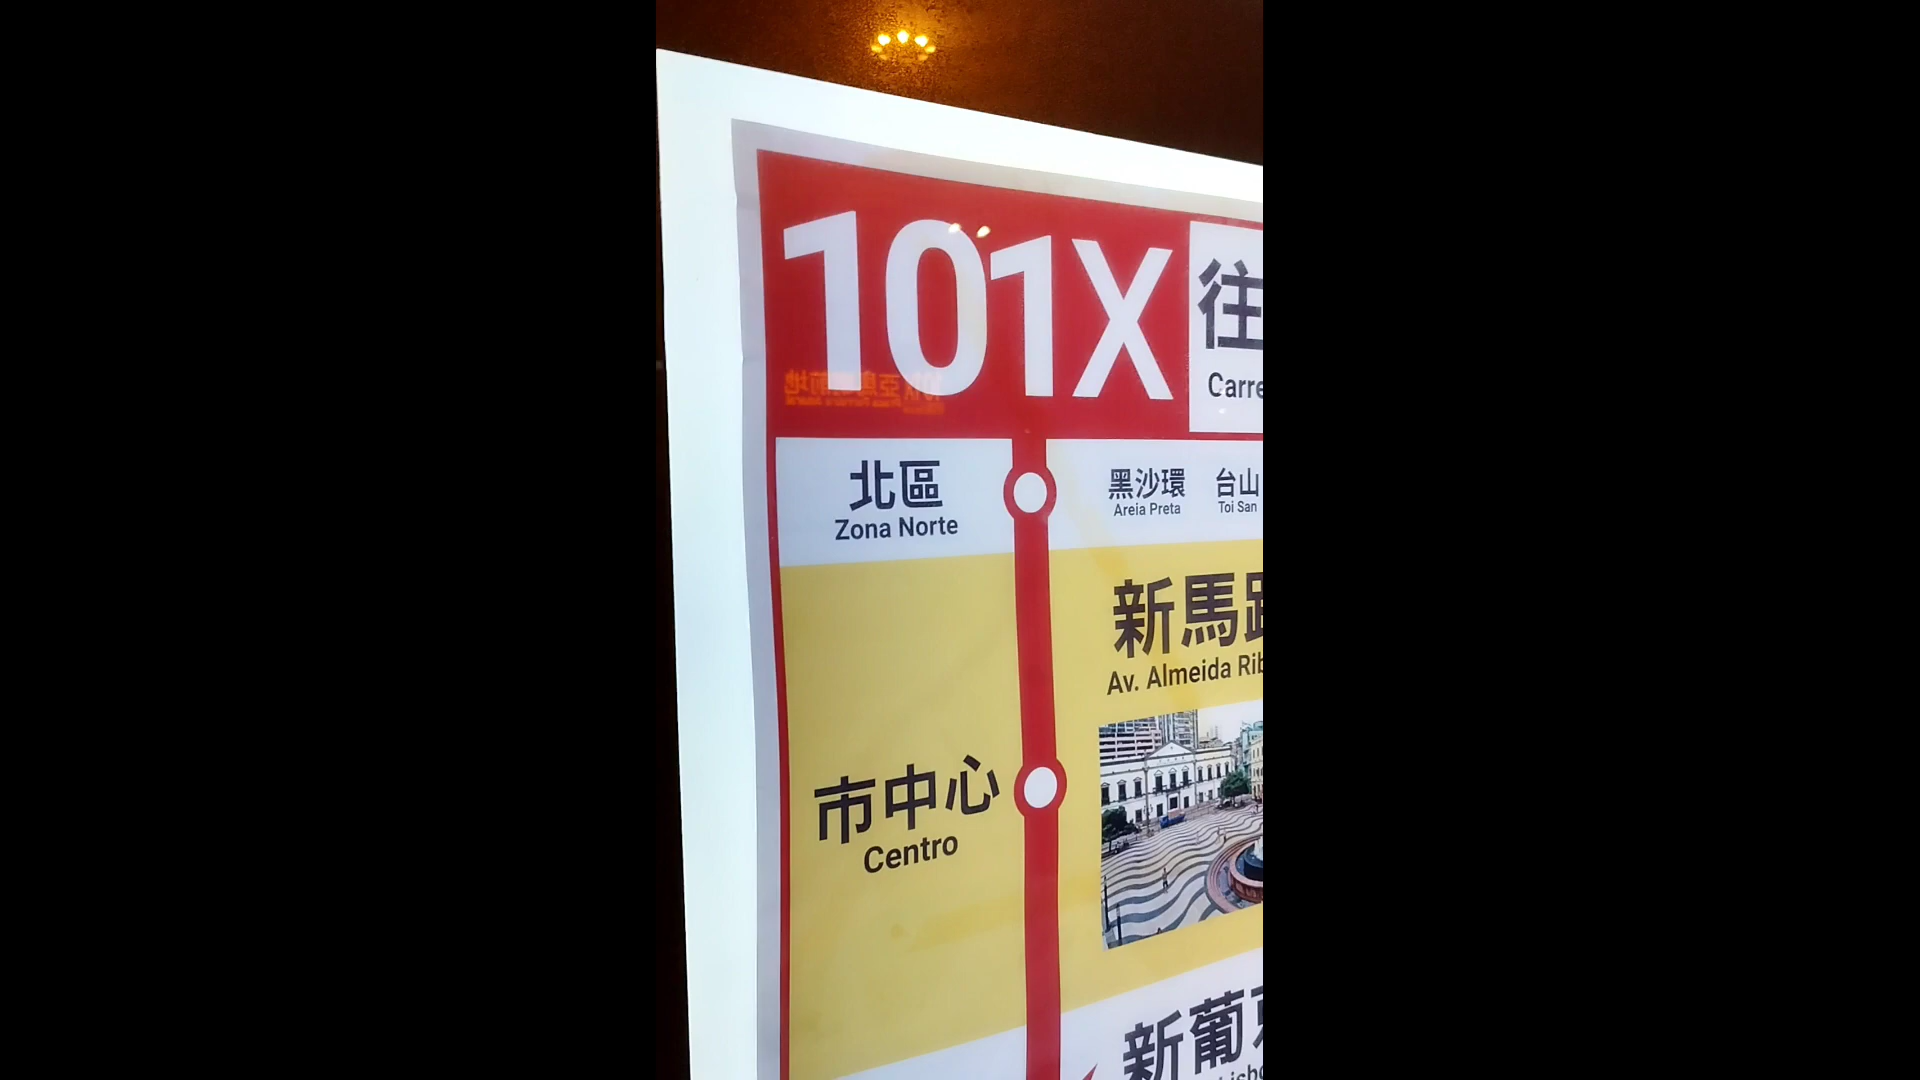 101X 往
Carre
北區
Zona Norte
黑沙環 台山
Areia Preta Toi San
新馬路
Av. Almeida Rib
市中心
Centro
新葡